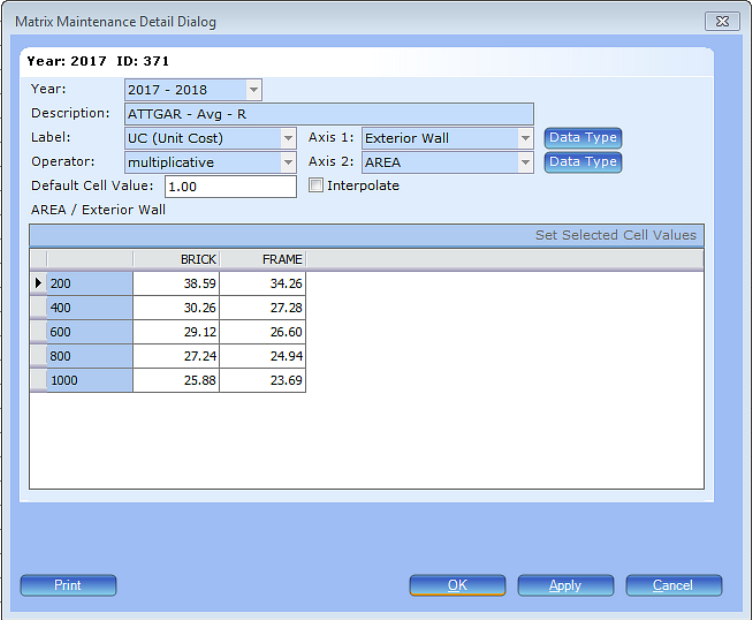 Matrix Maintenance Detail Dialog
Year: 2017 ID: 371
Year: 2017 - 2018
Description: ATTGAR - Avg - R
Label: UC (Unit Cost) Axis 1: Exterior Wall Data Type
Operator: multiplicative Axis 2: AREA Data Type
Default Cell Value: 1.00 Interpolate
AREA / Exterior Wall
Set Selected Cell Values
BRICK FRAME
200 38.59 34.26
400 30.26 27.28
600 29.12 26.60
800 27.24 24.94
1000 25.88 23.69
Print OK Apply Cancel